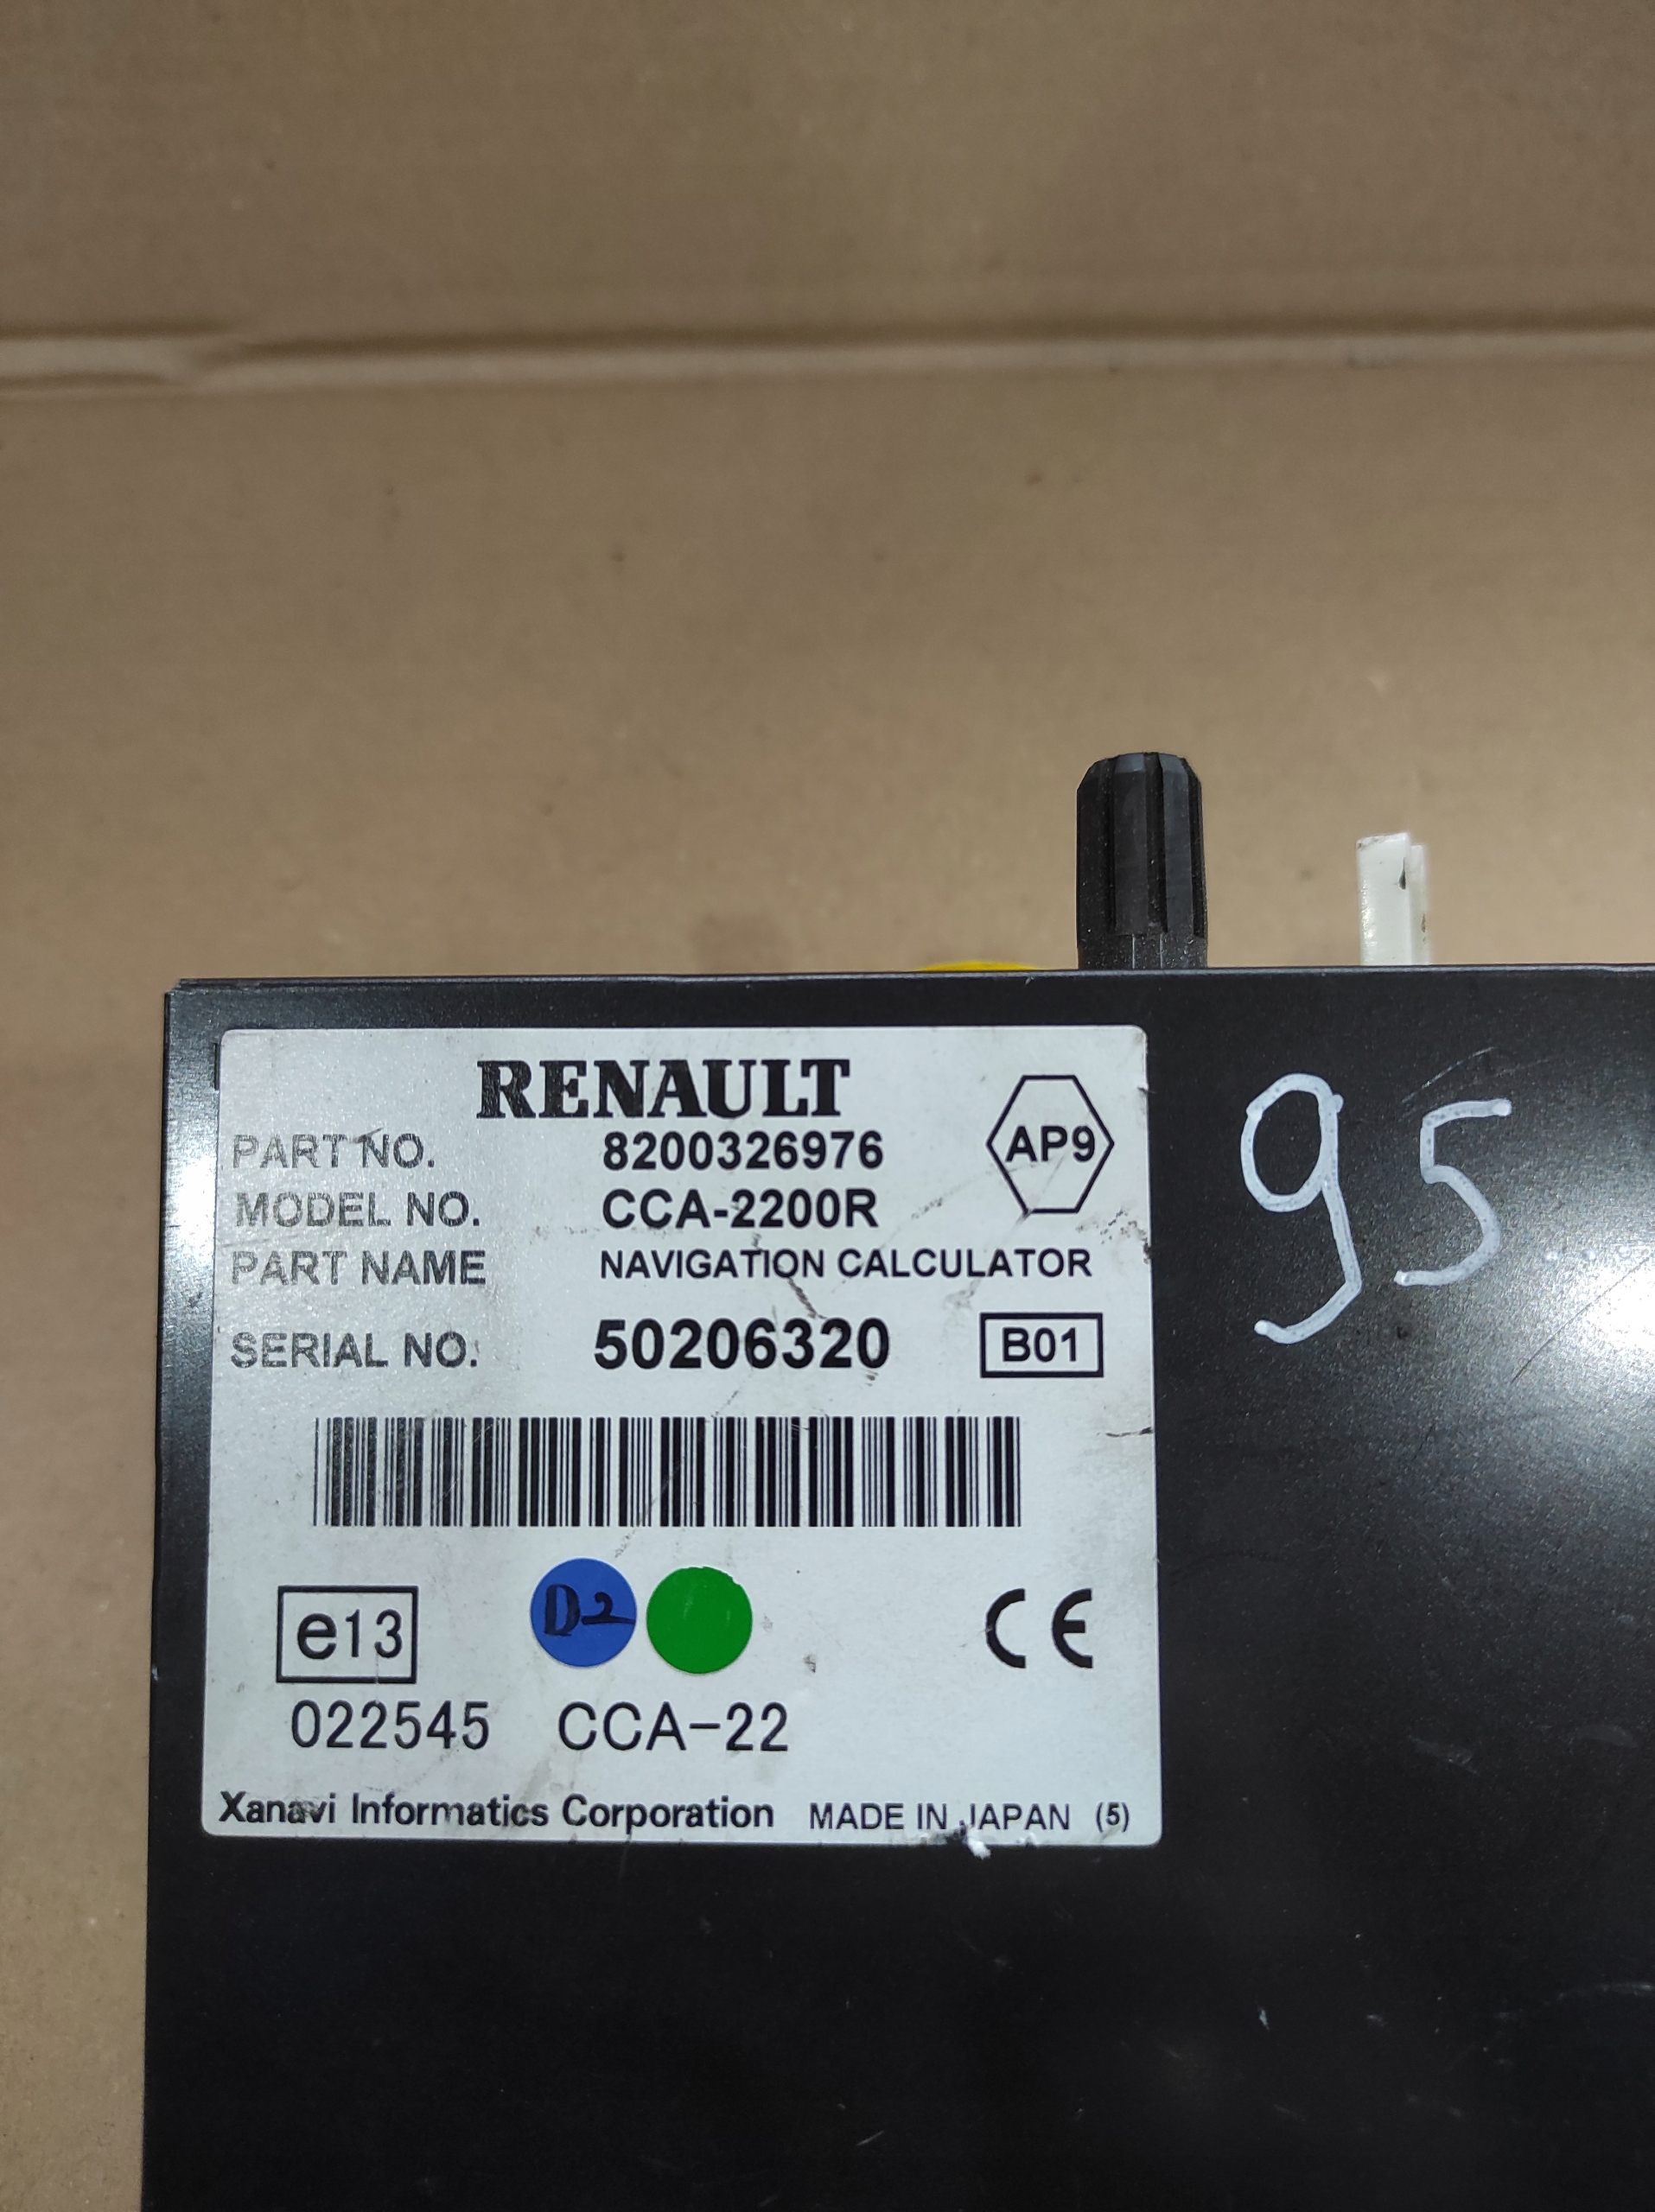 RENAULT
PART NO. 8200326976 AP9
MODEL NO. CCA-2200R
PART NAME NAVIGATION CALCULATOR
SERIAL NO. 50206320 B01
95
D2
e13
CE
022545 CCA-22
Xanavi Informatics Corporation MADE IN JAPAN (5)